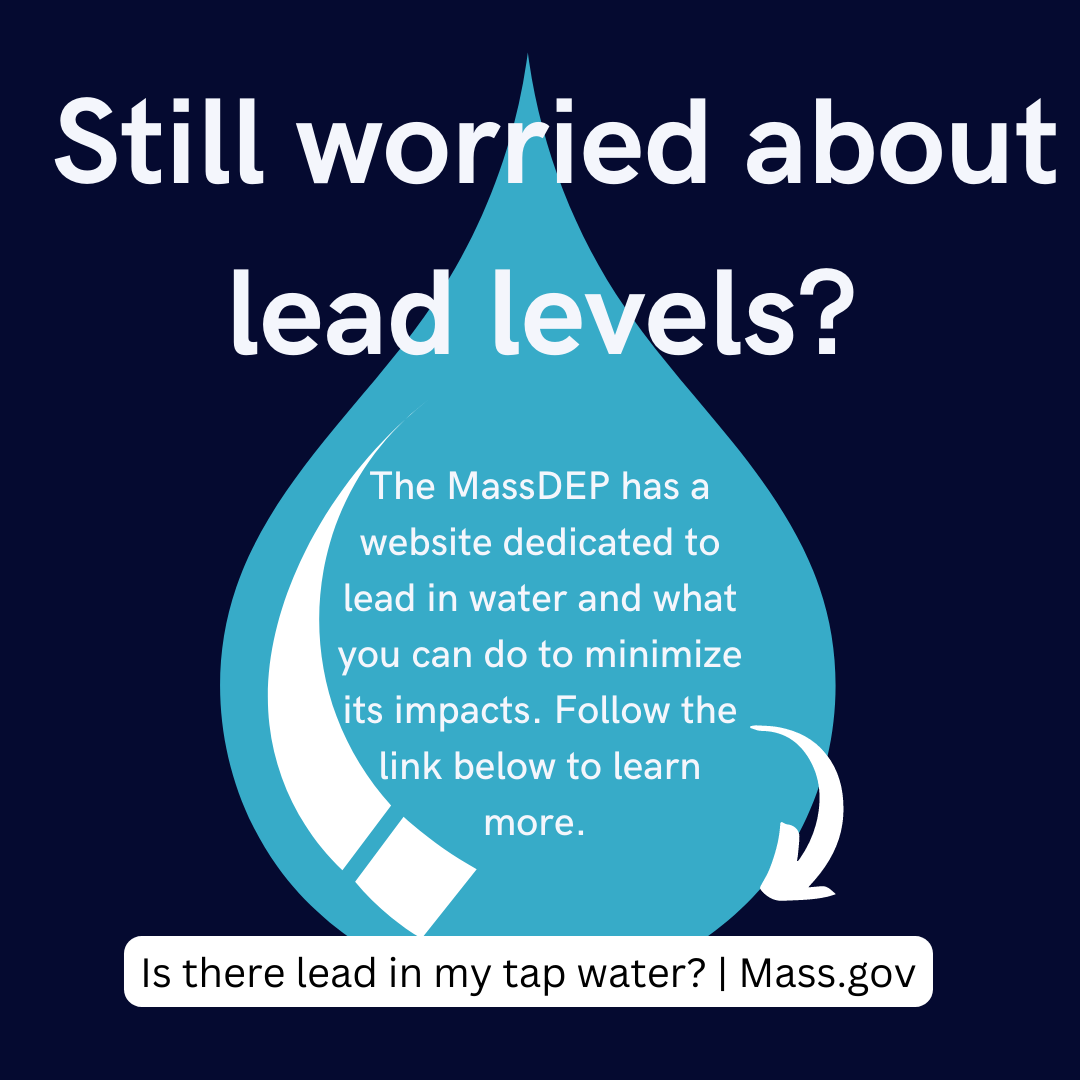 Still worried about
lead levels?
The MassDEP has a
website dedicated to
lead in water and what
you can do to minimize
its impacts. Follow the
link below to learn
more.
Is there lead in my tap water? | Mass.gov